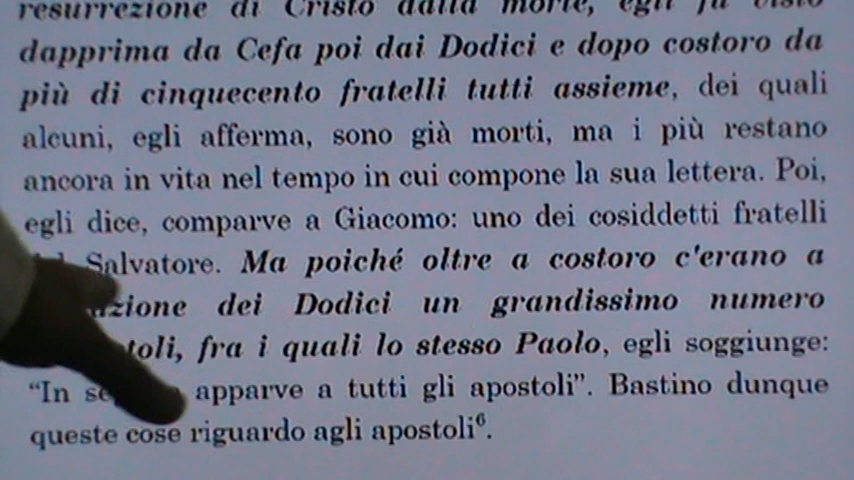 resurrezione di Cristo dalla morte, egli fu visto
dapprima da Cefa poi dai Dodici e dopo costoro da
più di cinquecento fratelli tutti assieme, dei quali
alcuni, egli afferma, sono già morti, ma i più restano
ancora in vita nel tempo in cui compone la sua lettera. Poi,
egli dice, comparve a Giacomo: uno dei cosiddetti fratelli
Salvatore. Ma poiché oltre a costoro c'erano a
zione dei Dodici un grandissimo numero
toli, fra i quali lo stesso Paolo, egli soggiunge:
“In se apparve a tutti gli apostoli”. Bastino dunque
queste cose riguardo agli apostoli⁶.